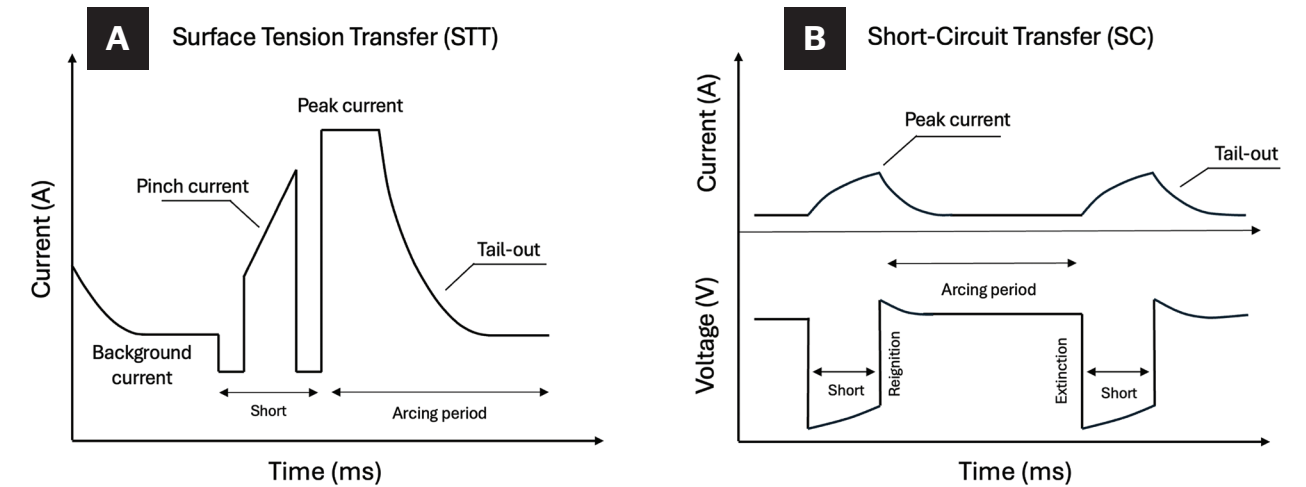 A
Surface Tension Transfer (STT)
Current (A)
Peak current
Pinch current
Tail-out
Background
current
Short
Arcing period
Time (ms)
B
Short-Circuit Transfer (SC)
Current (A)
Peak current
Tail-out
Arcing period
Voltage (V)
Short
Reignition
Extinction
Short
Time (ms)